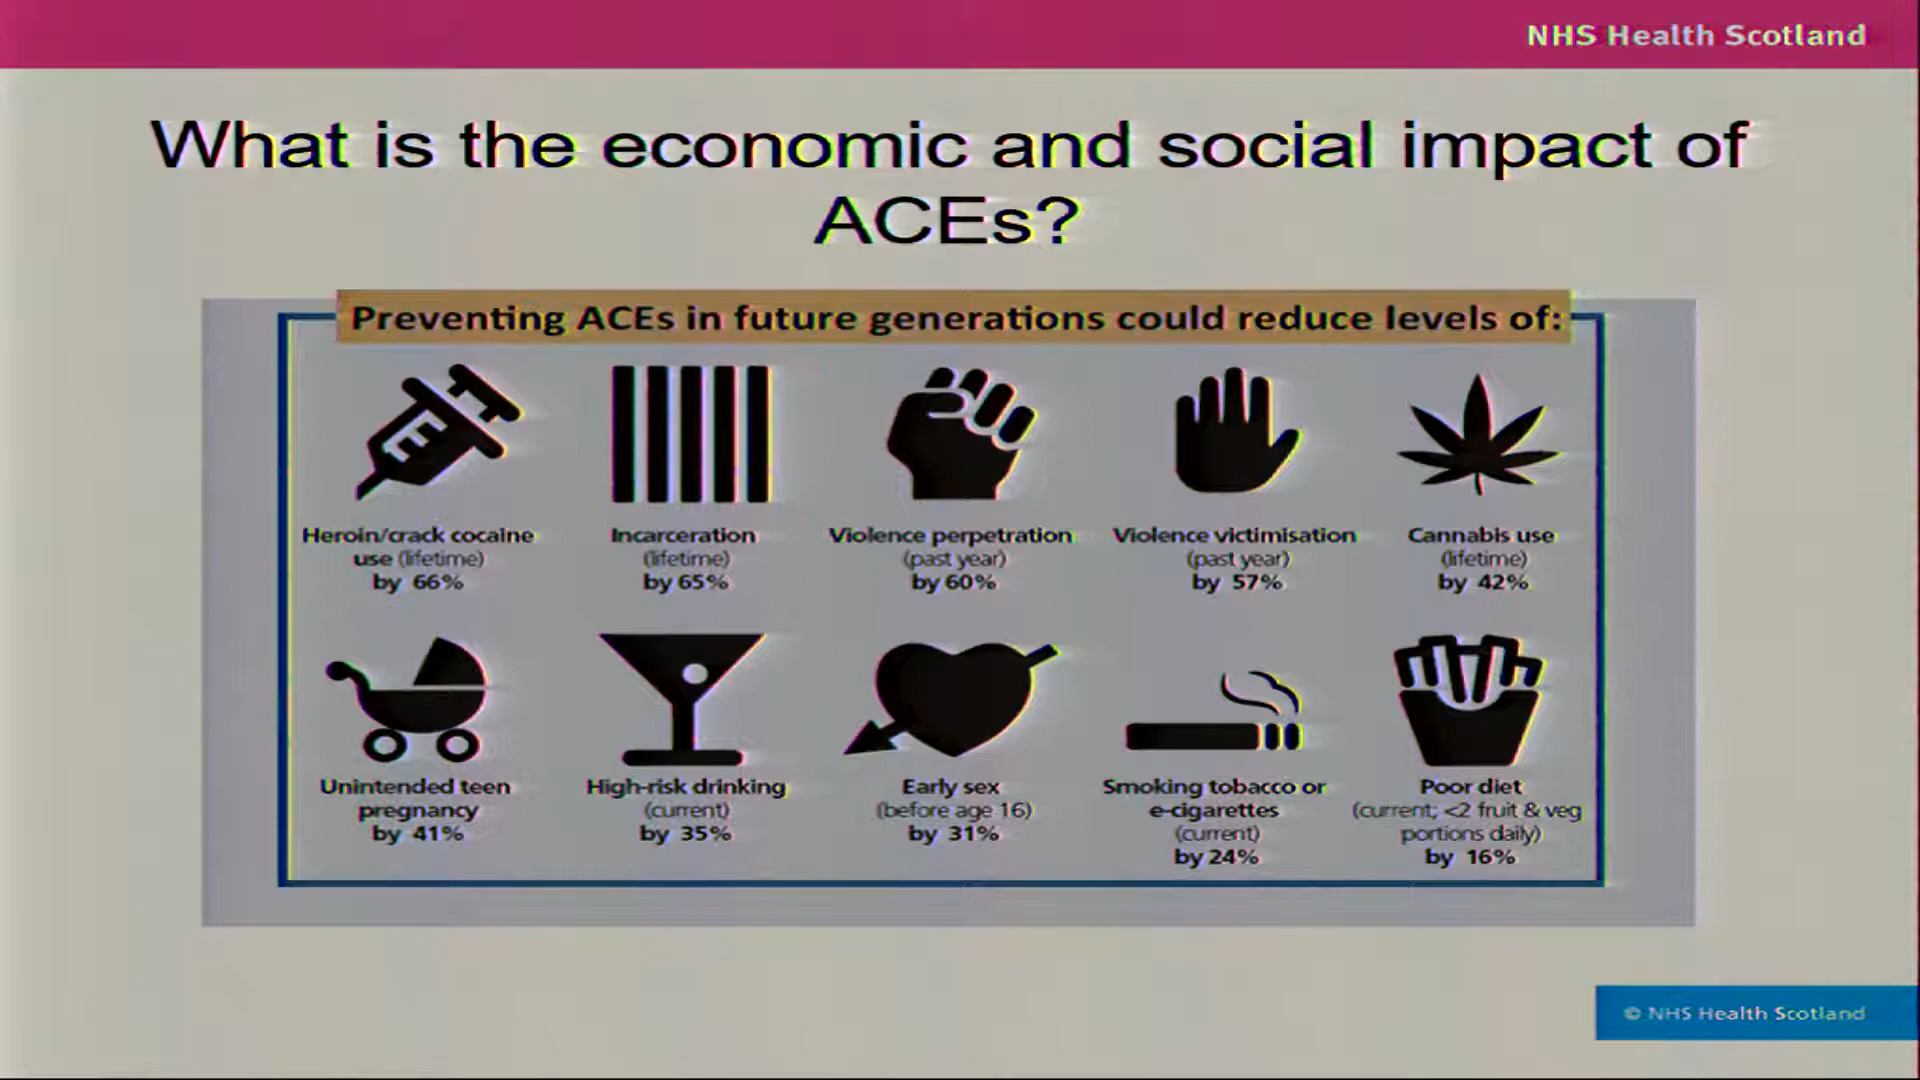 NHS Health Scotland
What is the economic and social impact of
ACEs?
Preventing ACEs in future generations could reduce levels of:
Heroin/crack cocaine
use (lifetime)
by 66%
Incarceration
(lifetime)
by 65%
Violence perpetration
(past year)
by 60%
Violence victimisation
(past year)
by 57%
Cannabis use
(lifetime)
by 42%
Unintended teen
pregnancy
by 41%
High-risk drinking
(current)
by 35%
Early sex
(before age 16)
by 31%
Smoking tobacco or
e-cigarettes
(current)
by 24%
Poor diet
(current; <2 fruit & veg
portions daily)
by 16%
© NHS Health Scotland